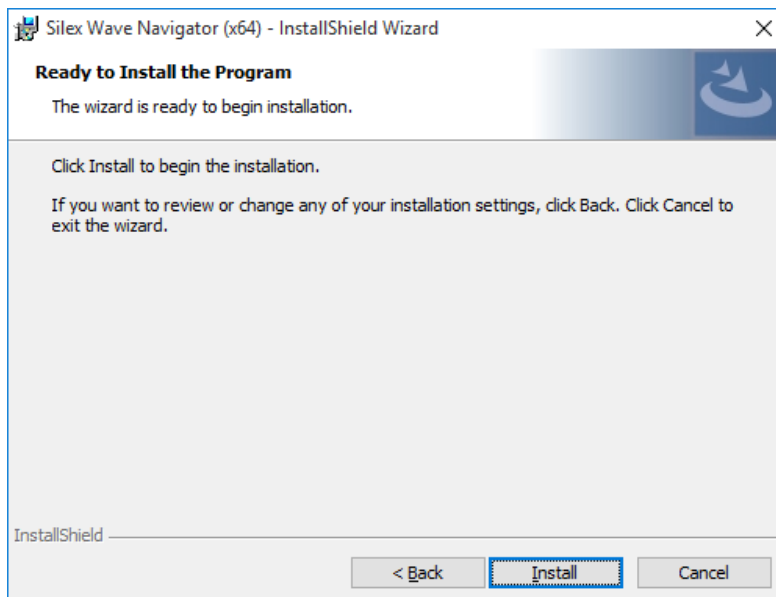 Silex Wave Navigator (x64) - InstallShield Wizard
Ready to Install the Program
The wizard is ready to begin installation.
Click Install to begin the installation.
If you want to review or change any of your installation settings, click Back. Click Cancel to
exit the wizard.
InstallShield
< Back
Install
Cancel